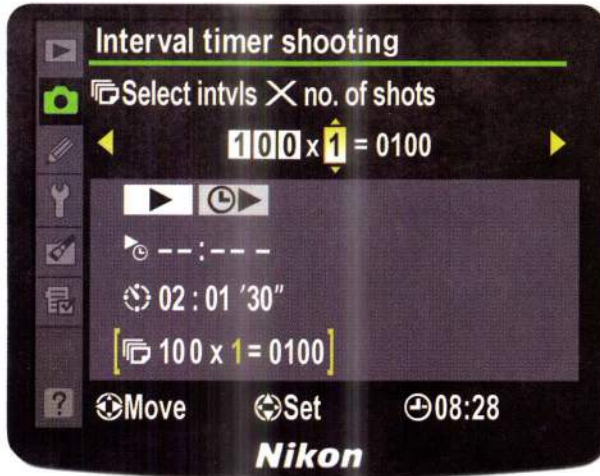 Interval timer shooting
Select intvls X no. of shots
100 x 1 = 0100
--:---
02 : 01 ′30″
100 x 1 = 0100
? Move Set 08:28
Nikon